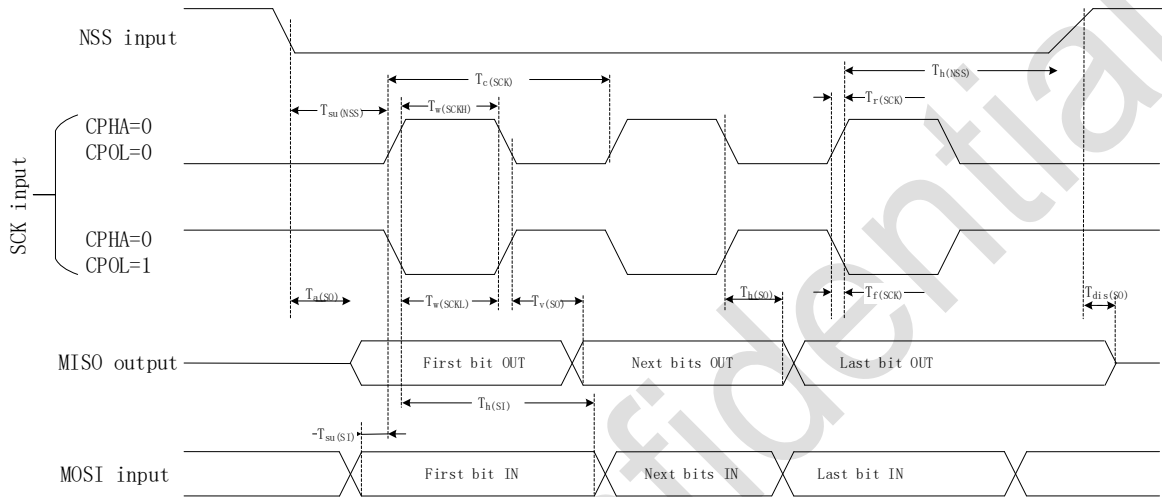 NSS input
Tc(SCK)
Th(NSS)
Tsu(NSS)
Tw(SCKH)
Tr(SCK)
SCK input
CPHA=0
CPOL=0
CPHA=0
CPOL=1
Ta(SO)
Tw(SCKL)
Tv(SO)
Th(SO)
Tf(SCK)
Tdis(SO)
MISO output
First bit OUT
Next bits OUT
Last bit OUT
Th(SI)
Tsu(SI)
MOSI input
First bit IN
Next bits IN
Last bit IN
fidential